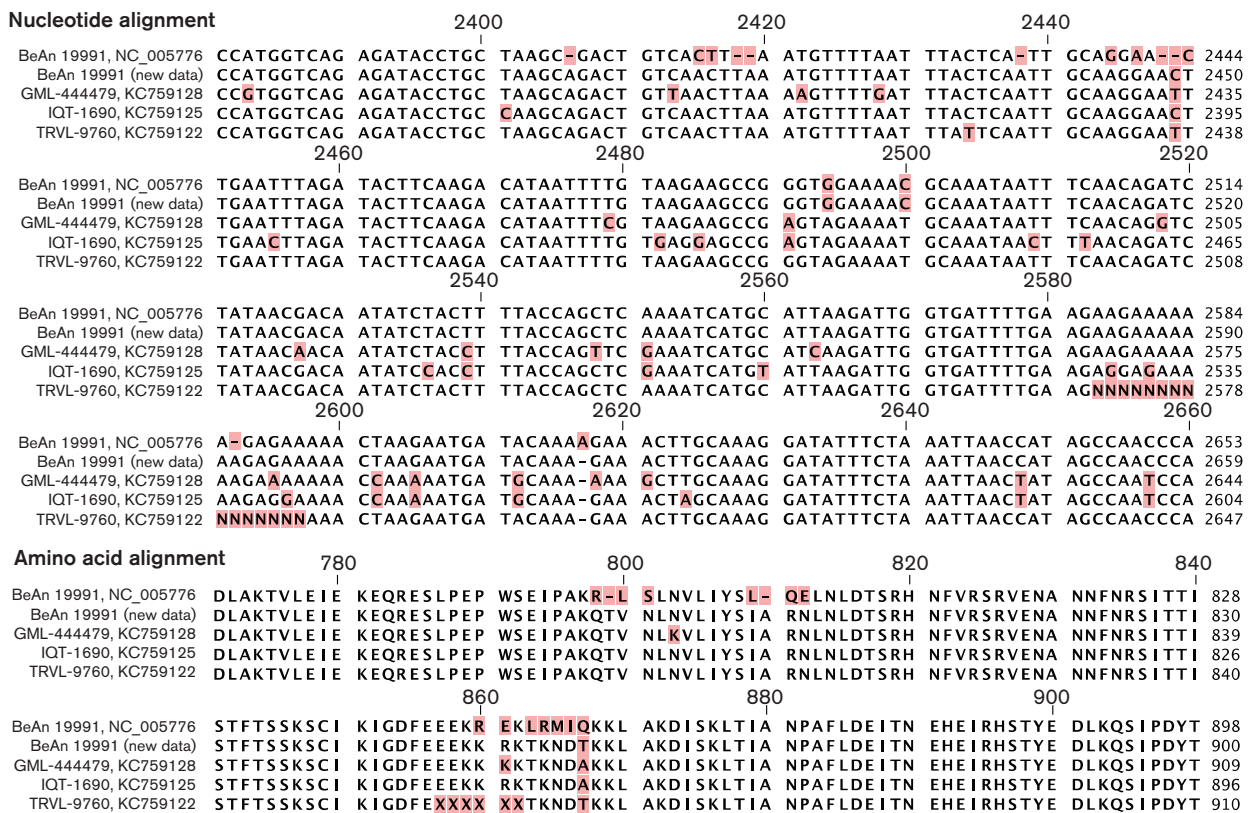 Nucleotide alignment
2400 2420 2440
BeAn 19991, NC_005776 CCATGGTCAG AGATACCTGC TAAGC-GACT GTCACTT--A ATGTTTTAAT TTACTCA-TT GCAGGAA--C 2444
BeAn 19991 (new data) CCATGGTCAG AGATACCTGC TAAGCAGACT GTCAACTTAA ATGTTTTAAT TTACTCAATT GCAAGGAACT 2450
GML-444479, KC759128 CCGTGGTCAG AGATACCTGC TAAGCAGACT GTTAACTTAA AAGTTTTGAT TTACTCAATT GCAAGGAATT 2435
IQT-1690, KC759125 CCATGGTCAG AGATACCTGC TCAGCAGACT GTCAACTTAA ATGTTTTAAT TTACTCAATT GCAAGGAACT 2395
TRVL-9760, KC759122 CCATGGTCAG AGATACCTGC TAAGCAGACT GTCAACTTAA ATGTTTTAAT TTATTCAATT GCAAGGAATT 2438
2460 2480 2500 2520
BeAn 19991, NC_005776 TGAATTTAGA TACTTCAAGA CATAATTTTG TAAGAAGCCG GGTGGAAAAC GCAAATAATT TCAACAGATC 2514
BeAn 19991 (new data) TGAATTTAGA TACTTCAAGA CATAATTTTG TAAGAAGCCG GGTGGAAAAC GCAAATAATT TCAACAGATC 2520
GML-444479, KC759128 TGAATTTAGA TACTTCAAGA CATAATTTCG TAAGAAGCCG AGTAGAAAAT GCAAATAATT TCAACAGGTC 2505
IQT-1690, KC759125 TGAACTTAGA TACTTCAAGA CATAATTTTG TGAGGAGCCG AGTAGAAAAT GCAAATAACT TTAACAGATC 2465
TRVL-9760, KC759122 TGAATTTAGA TACTTCAAGA CATAATTTTG TAAGAAGCCG GGTAGAAAAT GCAAATAATT TCAACAGATC 2508
2540 2560 2580
BeAn 19991, NC_005776 TATAACGACA ATATCTACTT TTACCAGCTC AAAATCATGC ATTAAGATTG GTGATTTTGA AGAAGAAAAA 2584
BeAn 19991 (new data) TATAACGACA ATATCTACTT TTACCAGCTC AAAATCATGC ATTAAGATTG GTGATTTTGA AGAAGAAAAA 2590
GML-444479, KC759128 TATAACAACA ATATCTACCT TTACCAGTTC GAAATCATGC ATCAAGATTG GTGATTTTGA AGAAGAAAAA 2575
IQT-1690, KC759125 TATAACGACA ATATCCACCT TTACCAGCTC GAAATCATGT ATTAAGATTG GTGATTTTGA AGAGGAGAAA 2535
TRVL-9760, KC759122 TATAACGACA ATATCTACTT TTACCAGCTC AAAATCATGC ATTAAGATTG GTGATTTTGA AGNNNNNNNN 2578
2600 2620 2640 2660
BeAn 19991, NC_005776 A-GAGAAAAA CTAAGAATGA TACAAAAGAA ACTTGCAAAG GATATTTCTA AATTAACCAT AGCCAACCCA 2653
BeAn 19991 (new data) AAGAGAAAAA CTAAGAATGA TACAAA-GAA ACTTGCAAAG GATATTTCTA AATTAACCAT AGCCAACCCA 2659
GML-444479, KC759128 AAGAAAAAAA CCAAAAATGA TGCAAA-AAA GCTTGCAAAG GATATTTCTA AATTAACTAT AGCCAATCCA 2644
IQT-1690, KC759125 AAGAGGAAAA CCAAAAATGA TGCAAA-GAA ACTAGCAAAG GATATTTCTA AATTAACTAT AGCCAATCCA 2604
TRVL-9760, KC759122 NNNNNNNAAA CTAAGAATGA TACAAA-GAA ACTTGCAAAG GATATTTCTA AATTAACCAT AGCCAACCCA 2647
Amino acid alignment
780 800 820 840
BeAn 19991, NC_005776 DLAKTVLEIE KEQRESLPEP WSEIPAKR-L SLNVLIYSL- QELNLDTSRH NFVRSRVENA NNFNRSITTI 828
BeAn 19991 (new data) DLAKTVLEIE KEQRESLPEP WSEIPAKQTV NLNVLIYSIA RNLNLDTSRH NFVRSRVENA NNFNRSITTI 830
GML-444479, KC759128 DLAKTVLEIE KEQRESLPEP WSEIPAKQTV NLKVLIYSIA RNLNLDTSRH NFVRSRVENA NNFNRSITTI 839
IQT-1690, KC759125 DLAKTVLEIE KEQRESLPEP WSEIPAKQTV NLNVLIYSIA RNLNLDTSRH NFVRSRVENA NNFNRSITTI 826
TRVL-9760, KC759122 DLAKTVLEIE KEQRESLPEP WSEIPAKQTV NLNVLIYSIA RNLNLDTSRH NFVRSRVENA NNFNRSITTI 840
860 880 900
BeAn 19991, NC_005776 STFTSSKSCI KIGDFEEEKR EKLRMIQKKL AKDISKLTIA NPAFLDEITN EHEIRHSTYE DLKQSIPDYT 898
BeAn 19991 (new data) STFTSSKSCI KIGDFEEEKK RKTKNDTKKL AKDISKLTIA NPAFLDEITN EHEIRHSTYE DLKQSIPDYT 900
GML-444479, KC759128 STFTSSKSCI KIGDFEEEKK KKTKNDAKKL AKDISKLTIA NPAFLDEITN EHEIRHSTYE DLKQSIPDYT 909
IQT-1690, KC759125 STFTSSKSCI KIGDFEEEKK RKTKNDAKKL AKDISKLTIA NPAFLDEITN EHEIRHSTYE DLKQSIPDYT 896
TRVL-9760, KC759122 STFTSSKSCI KIGDFEXXXX XXTKNDTKKL AKDISKLTIA NPAFLDEITN EHEIRHSTYE DLKQSIPDYT 910